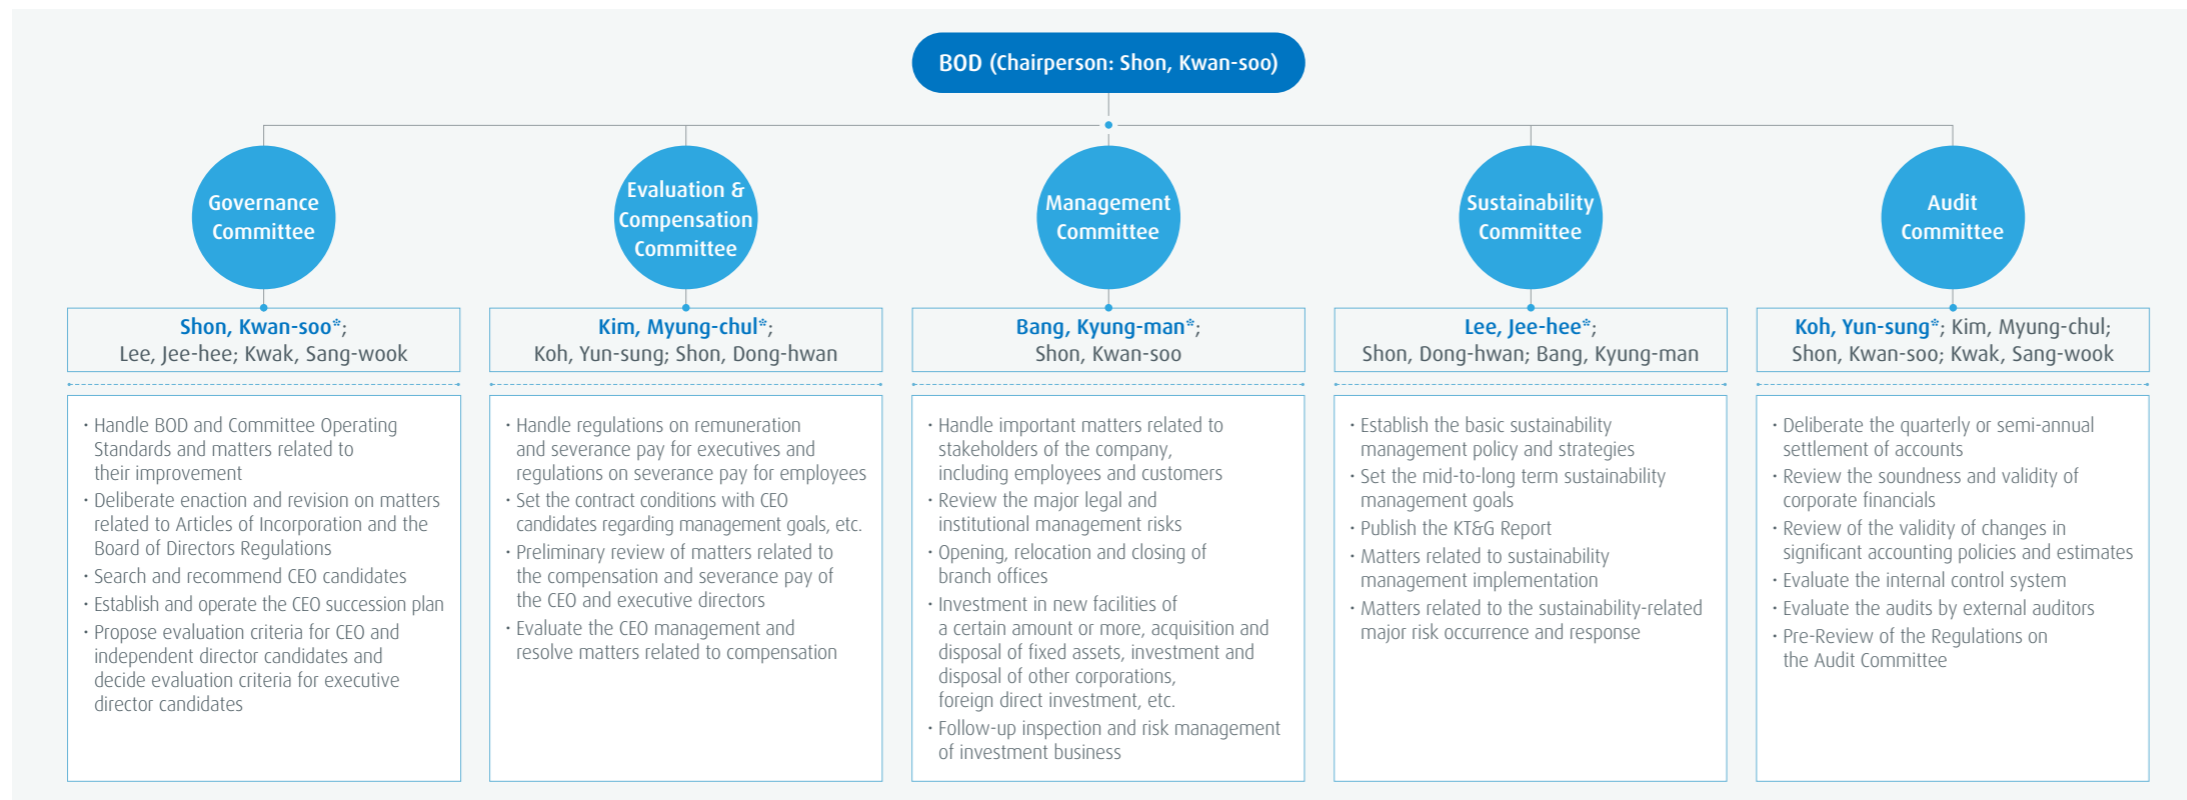 BOD (Chairperson: Shon, Kwan-soo)
Governance
Committee
Shon, Kwan-soo*;
Lee, Jee-hee; Kwak, Sang-wook
· Handle BOD and Committee Operating
Standards and matters related to
their improvement
· Deliberate enaction and revision on matters
related to Articles of Incorporation and the
Board of Directors Regulations
· Search and recommend CEO candidates
· Establish and operate the CEO succession plan
· Propose evaluation criteria for CEO and
independent director candidates and
decide evaluation criteria for executive
director candidates
Evaluation &
Compensation
Committee
Kim, Myung-chul*;
Koh, Yun-sung; Shon, Dong-hwan
· Handle regulations on remuneration
and severance pay for executives and
regulations on severance pay for employees
· Set the contract conditions with CEO
candidates regarding management goals, etc.
· Preliminary review of matters related to
the compensation and severance pay of
the CEO and executive directors
· Evaluate the CEO management and
resolve matters related to compensation
Management
Committee
Bang, Kyung-man*;
Shon, Kwan-soo
· Handle important matters related to
stakeholders of the company,
including employees and customers
· Review the major legal and
institutional management risks
· Opening, relocation and closing of
branch offices
· Investment in new facilities of
a certain amount or more, acquisition and
disposal of fixed assets, investment and
disposal of other corporations,
foreign direct investment, etc.
· Follow-up inspection and risk management
of investment business
Sustainability
Committee
Lee, Jee-hee*;
Shon, Dong-hwan; Bang, Kyung-man
· Establish the basic sustainability
management policy and strategies
· Set the mid-to-long term sustainability
management goals
· Publish the KT&G Report
· Matters related to sustainability
management implementation
· Matters related to the sustainability-related
major risk occurrence and response
Audit
Committee
Koh, Yun-sung*; Kim, Myung-chul;
Shon, Kwan-soo; Kwak, Sang-wook
· Deliberate the quarterly or semi-annual
settlement of accounts
· Review the soundness and validity of
corporate financials
· Review of the validity of changes in
significant accounting policies and estimates
· Evaluate the internal control system
· Evaluate the audits by external auditors
· Pre-Review of the Regulations on
the Audit Committee